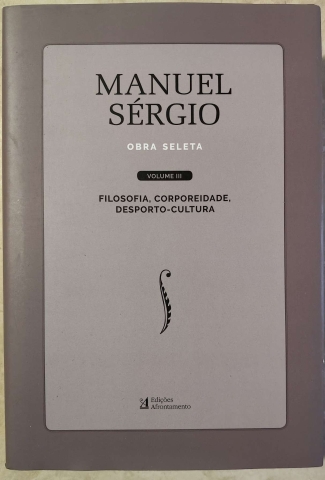 MANUEL
SÉRGIO
OBRA SELETA
VOLUME III
FILOSOFIA, CORPOREIDADE,
DESPORTO-CULTURA
Edições
Afrontamento